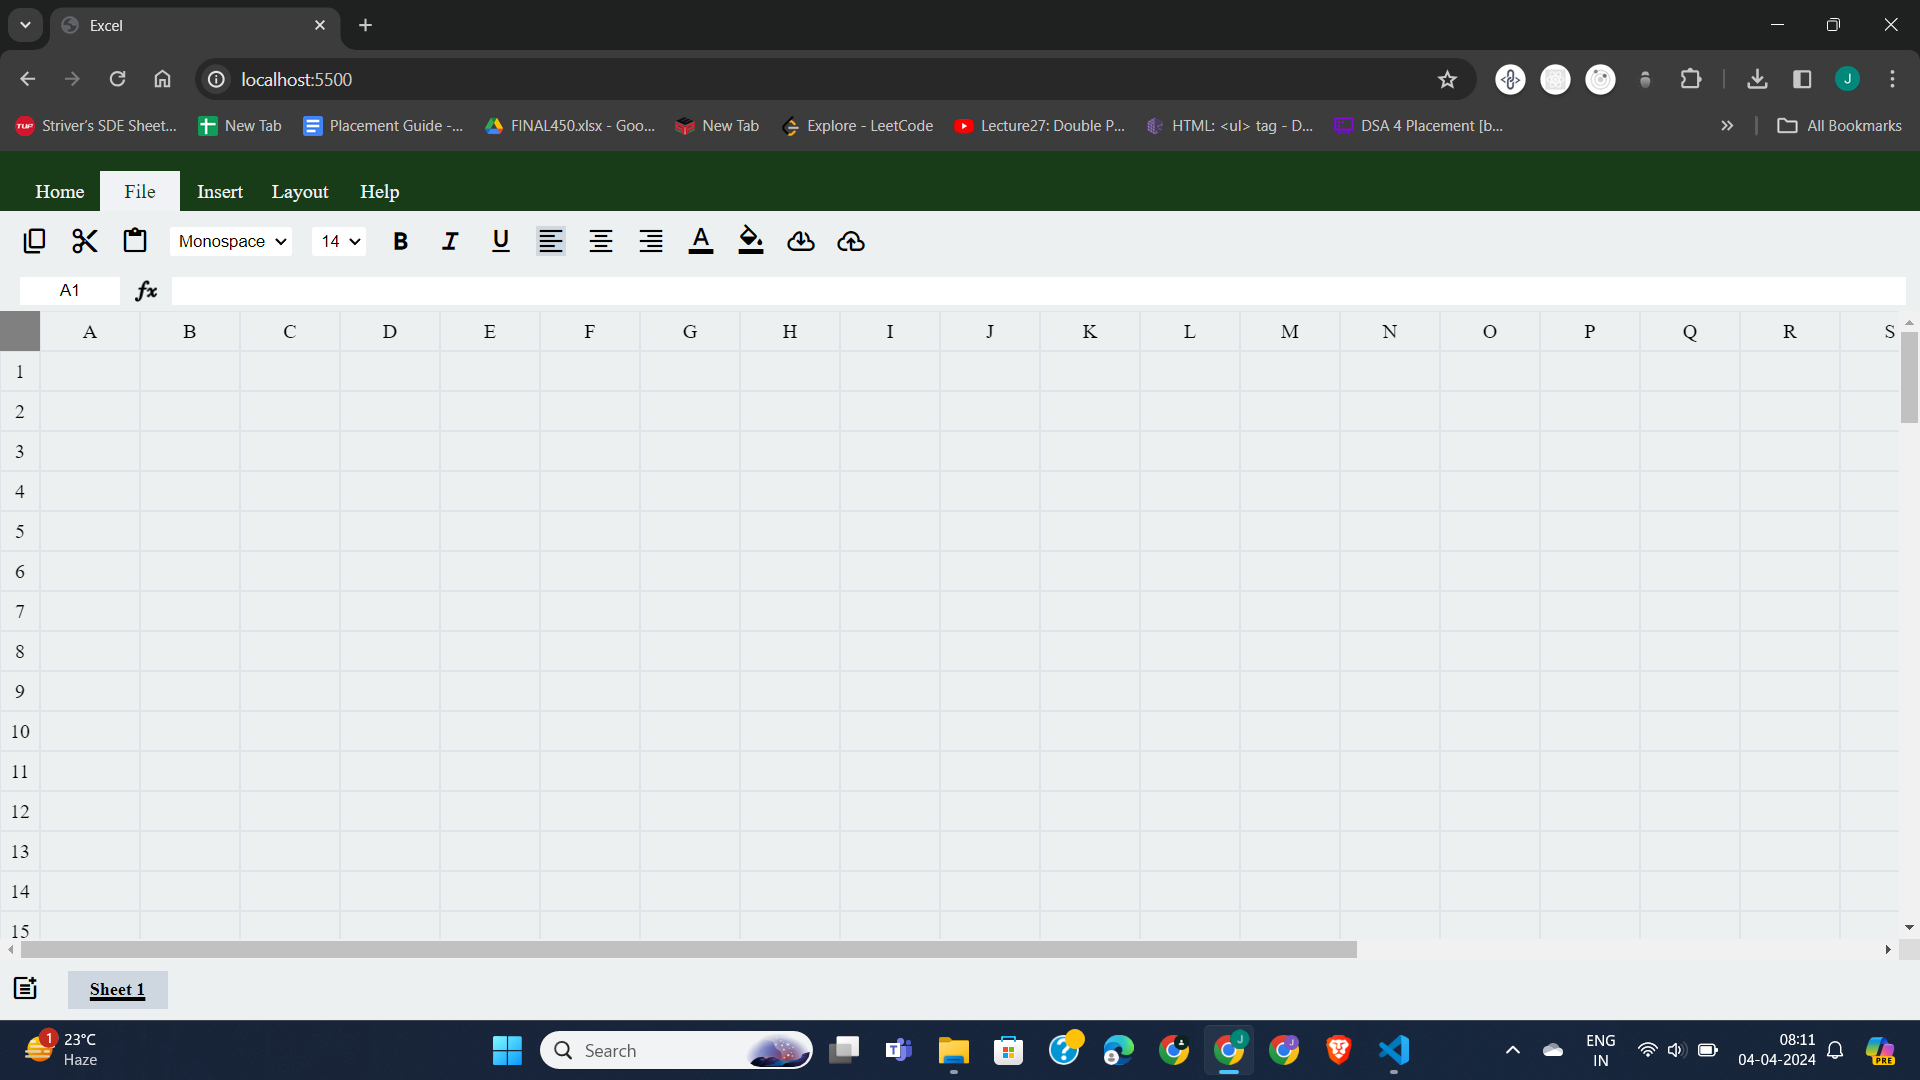 Excel
localhost:5500
J
TUF Striver's SDE Sheet... New Tab Placement Guide -... FINAL450.xlsx - Goo... New Tab Explore - LeetCode Lecture27: Double P... HTML: <ul> tag - D... DSA 4 Placement [b... All Bookmarks
Home File Insert Layout Help
Monospace 14 B I U A
A1 fx
A B C D E F G H I J K L M N O P Q R S
1
2
3
4
5
6
7
8
9
10
11
12
13
14
15
Sheet 1
1 23°C
Haze
Search
T
?
J
J
ENG
IN
08:11
04-04-2024
PRE